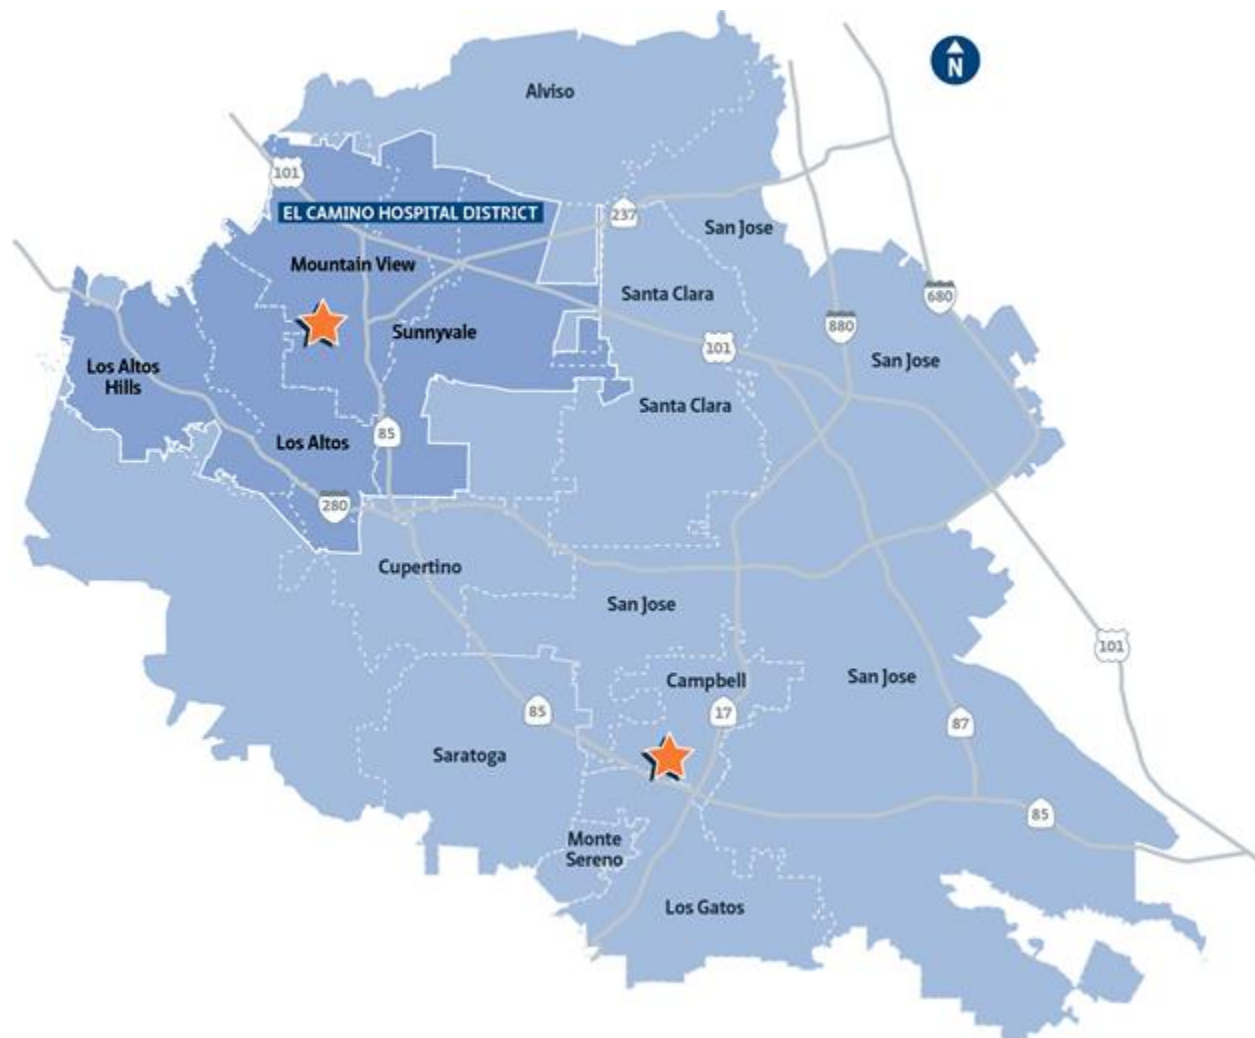 N
Alviso
101
EL CAMINO HOSPITAL DISTRICT
237
San Jose
Mountain View
Santa Clara
680
880
Sunnyvale
101
San Jose
Los Altos
Hills
Santa Clara
Los Altos
85
280
Cupertino
San Jose
101
Campbell
San Jose
85
17
87
Saratoga
85
Monte
Sereno
Los Gatos